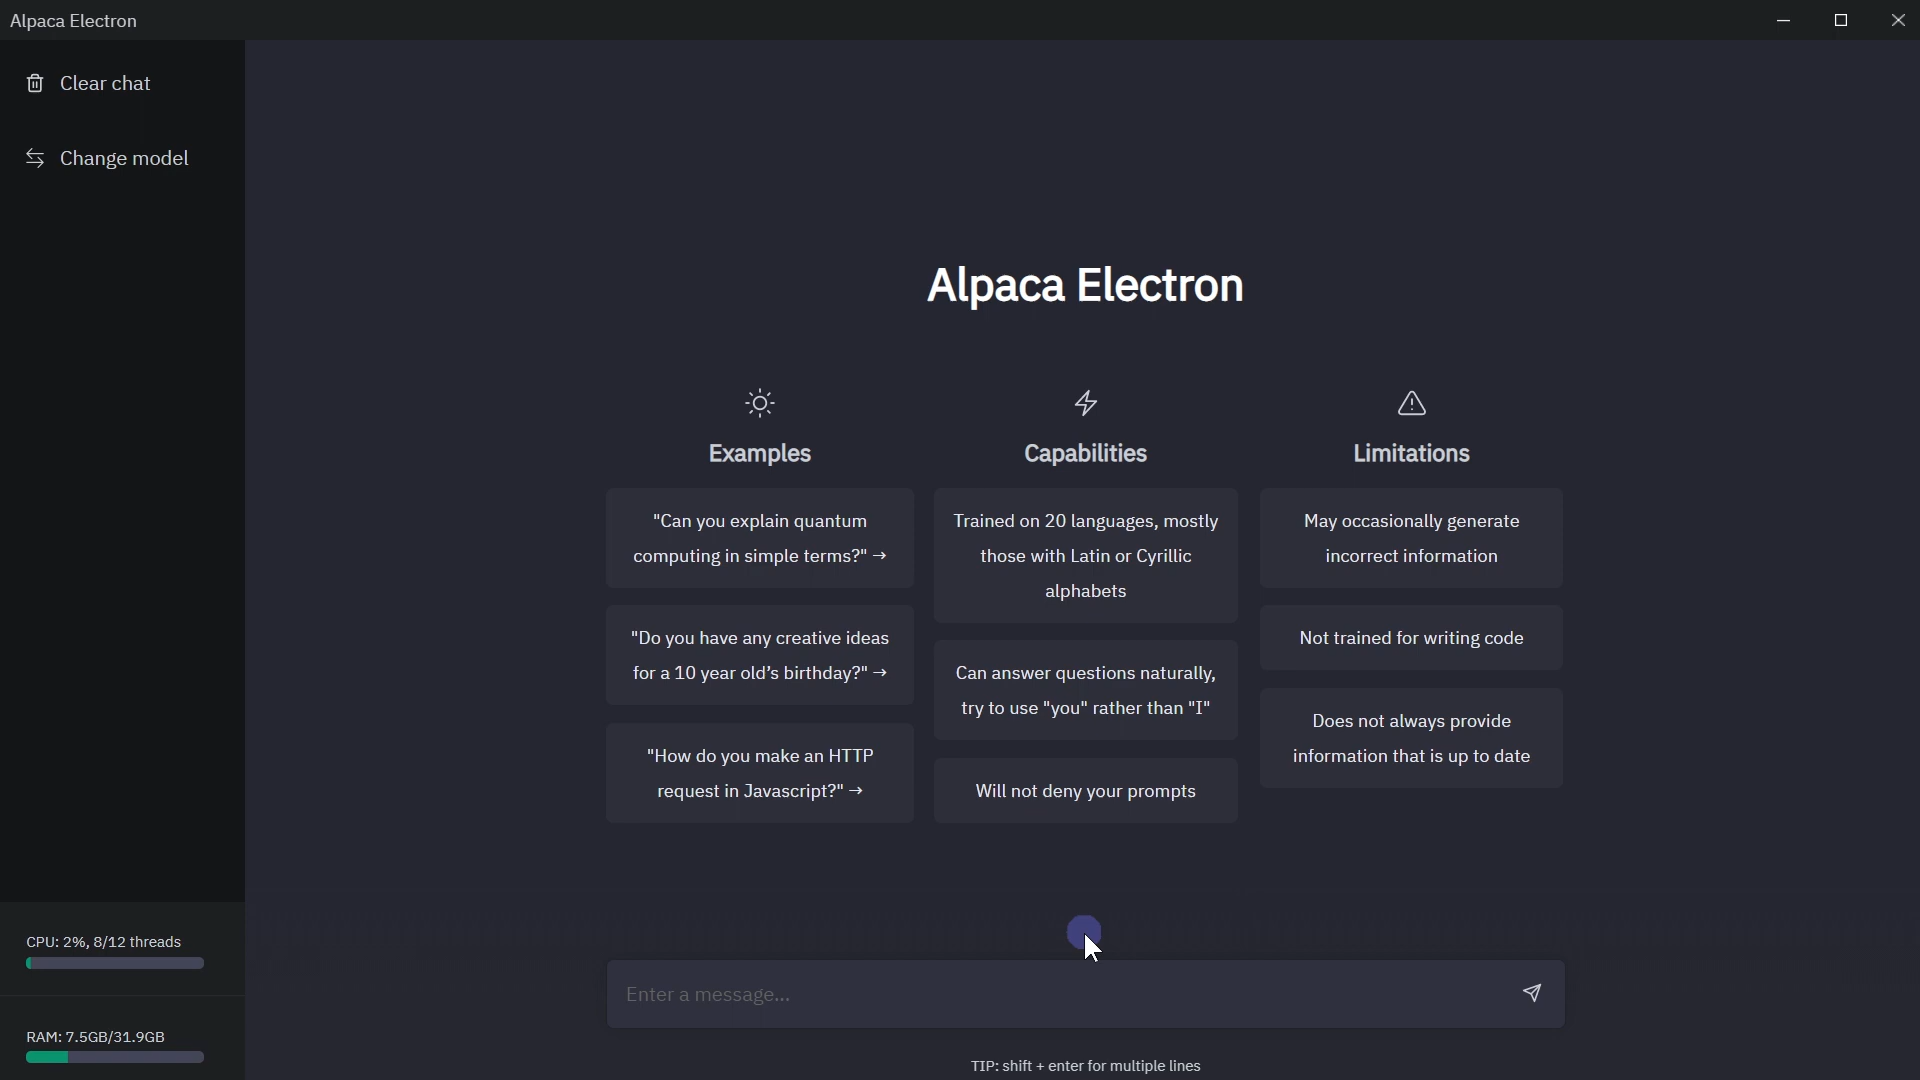 Alpaca Electron
Clear chat
Change model
Alpaca Electron
Examples
"Can you explain quantum
computing in simple terms?" →
"Do you have any creative ideas
for a 10 year old’s birthday?" →
"How do you make an HTTP
request in Javascript?" →
Capabilities
Trained on 20 languages, mostly
those with Latin or Cyrillic
alphabets
Can answer questions naturally,
try to use "you" rather than "I"
Will not deny your prompts
Limitations
May occasionally generate
incorrect information
Not trained for writing code
Does not always provide
information that is up to date
CPU: 2%, 8/12 threads
RAM: 7.5GB/31.9GB
Enter a message...
TIP: shift + enter for multiple lines